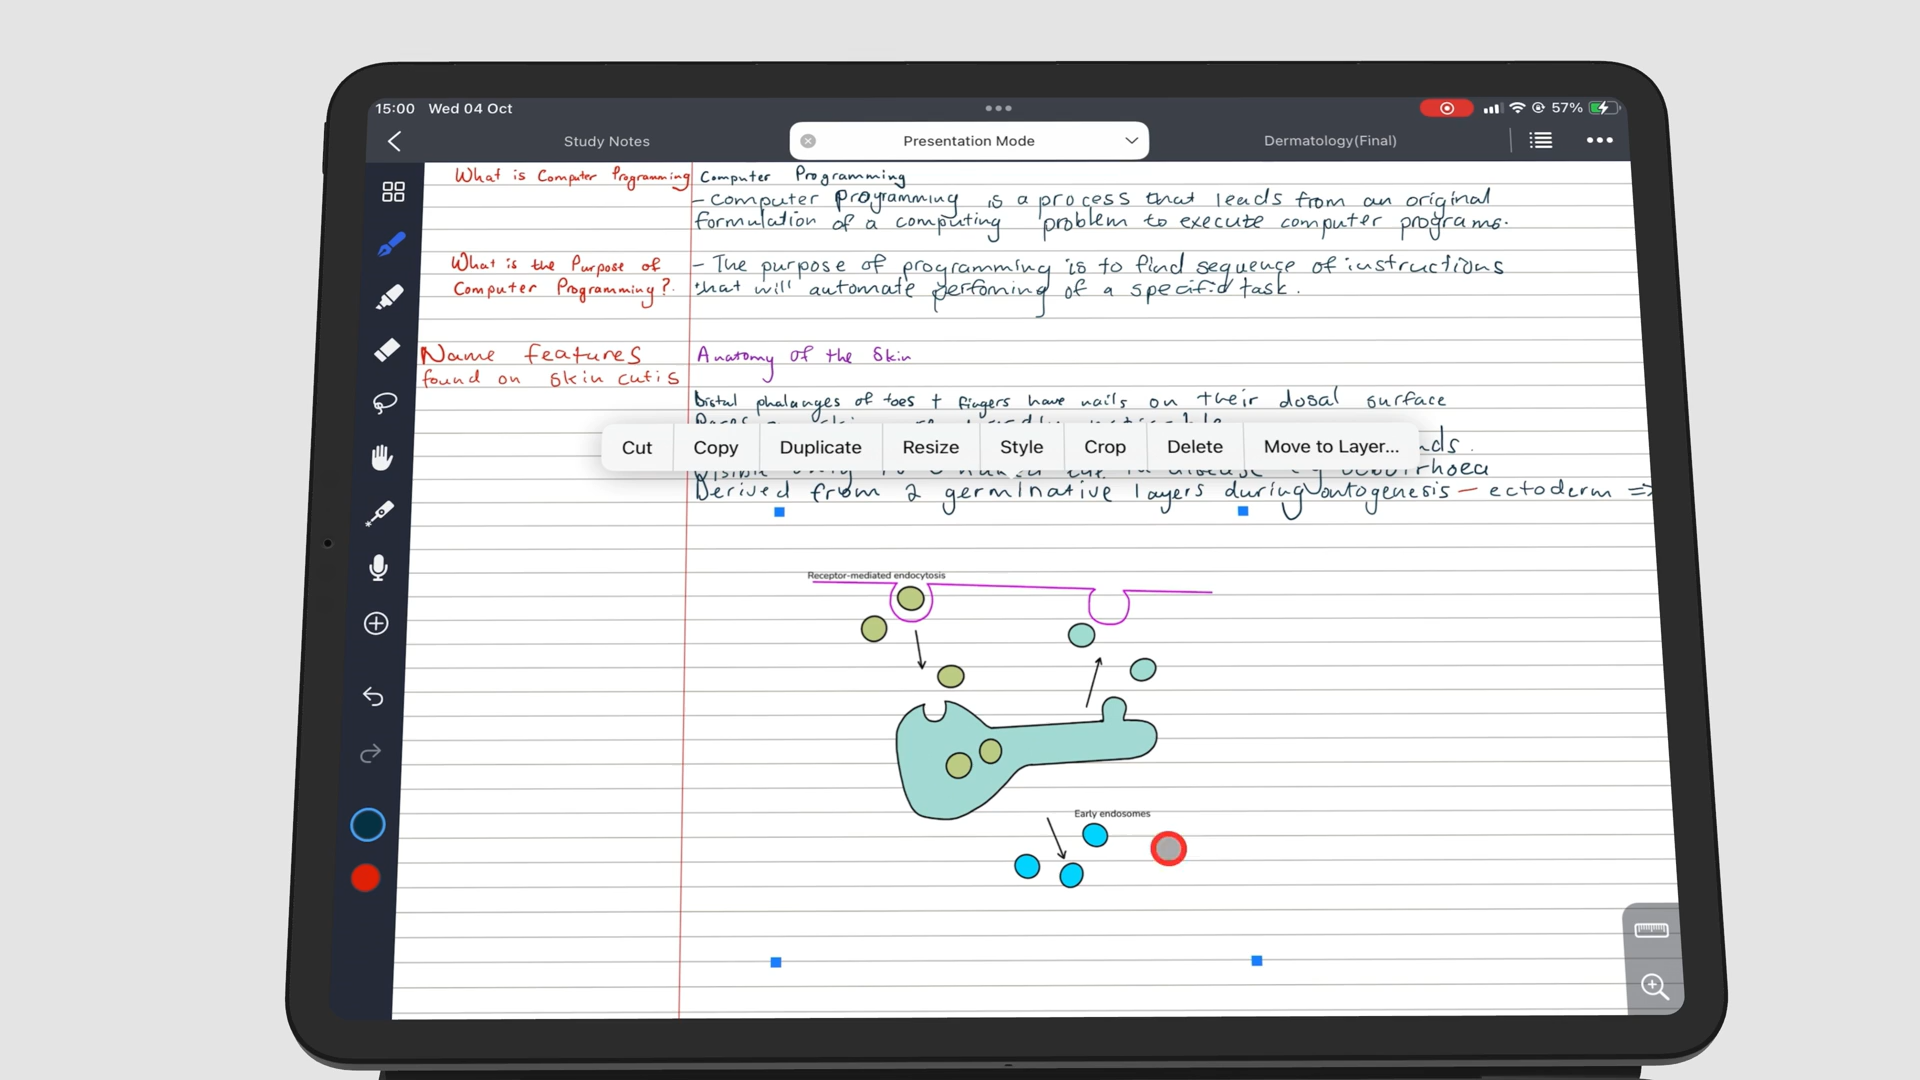 15:00 Wed 04 Oct
57%
Study Notes
Presentation Mode
Dermatology(Final)
What is Computer Programming
Computer Programming
- Computer Programming is a process that leads from an original
formulation of a computing problem to execute computer programs.
What is the Purpose of
Computer Programming?
- The purpose of programming is to find sequence of instructions
that will automate perfoming of a specific task.
Name features
found on skin cutis
Anatomy of the Skin
Distal phalanges of toes + fingers have nails on their dosal surface
Cut Copy Duplicate Resize Style Crop Delete Move to Layer...
Derived from 2 germinative layers during ontogenesis - ectoderm =>
Receptor-mediated endocytosis
Early endosomes